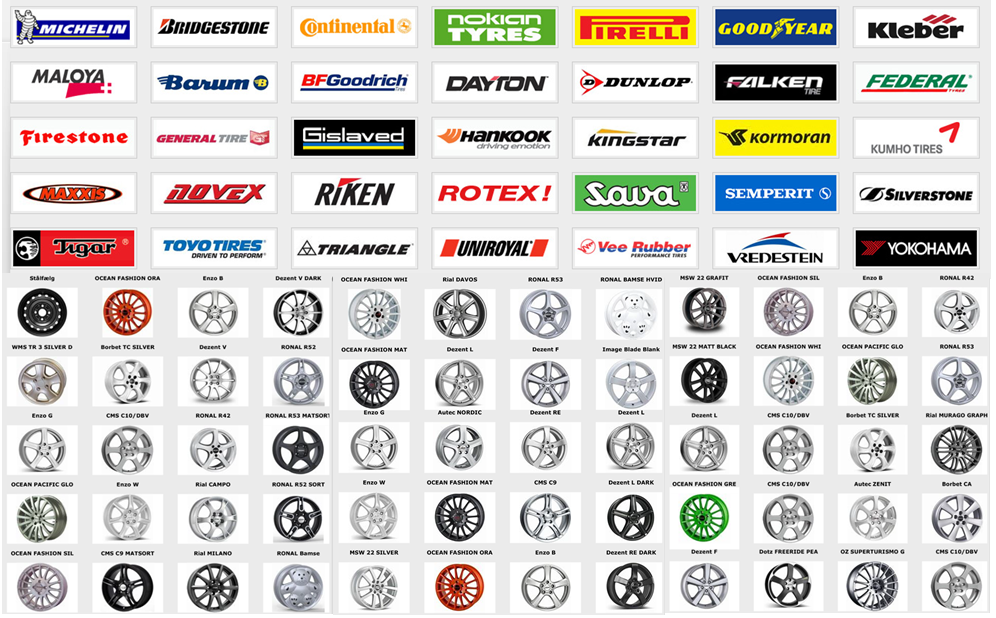 MICHELIN
BRIDGESTONE
Continental
nokian
TYRES
PIRELLI
GOODYEAR
Kleber
MALOYA
Barum B
BFGoodrich
Tires
DAYTON
DUNLOP
FALKEN
TIRE
FEDERAL®
TYRES
Firestone
GENERAL TIRE
Gislaved
HANKOOK
driving emotion
KINGSTAR
kormoran
KUMHO TIRES
MAXXIS
NOVEX
RIKEN
ROTEX!
Sava
SEMPERIT
SILVERSTONE
Tigar®
TOYO TIRES®
DRIVEN TO PERFORM
TRIANGLE
UNIROYAL
Vee Rubber
PERFORMANCE TIRES
VREDESTEIN
YOKOHAMA
Stålfælg OCEAN FASHION ORA Enzo B Dezent V DARK OCEAN FASHION WHI Rial DAVOS RONAL R53 RONAL BAMSE HVID MSW 22 GRAFIT OCEAN FASHION SIL Enzo B RONAL R42
WMS TR 3 SILVER D Borbet TC SILVER Dezent V RONAL R52 OCEAN FASHION MAT Dezent L Dezent F Image Blade Blank MSW 22 MATT BLACK OCEAN FASHION WHI OCEAN PACIFIC GLO RONAL R53
Enzo G CMS C10/DBV RONAL R42 RONAL R53 MATSORT Enzo G Autec NORDIC Dezent RE Dezent L Dezent L CMS C10/DBV Borbet TC SILVER Rial MURAGO GRAPH
OCEAN PACIFIC GLO Enzo W Rial CAMPO RONAL R52 SORT Enzo W OCEAN FASHION MAT CMS C9 Dezent L DARK OCEAN FASHION GRE CMS C10/DBV Autec ZENIT Borbet CA
OCEAN FASHION SIL CMS C9 MATSORT Rial MILANO RONAL Bamse MSW 22 SILVER OCEAN FASHION ORA Enzo B Dezent RE DARK Dezent F Dotz FREERIDE PEA OZ SUPERTURISMO G CMS C10/DBV